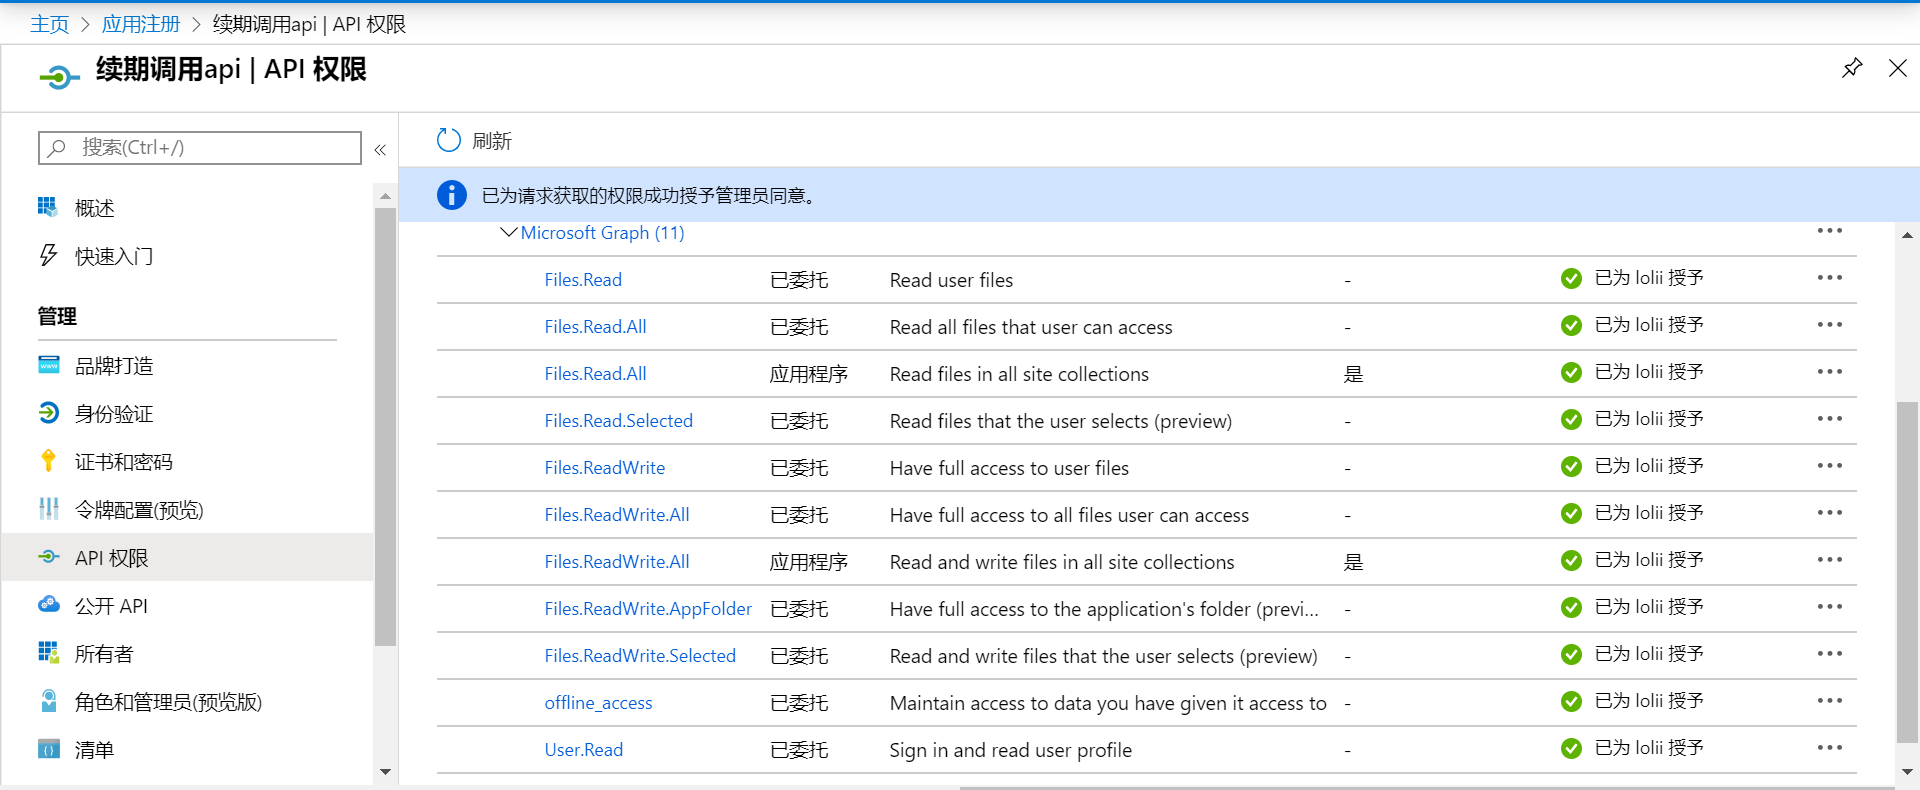 主页 > 应用注册 > 续期调用api | API 权限
续期调用api | API 权限
搜索(Ctrl+/)
«
概述
快速入门
管理
品牌打造
身份验证
证书和密码
令牌配置(预览)
API 权限
公开 API
所有者
角色和管理员(预览版)
清单
刷新
已为请求获取的权限成功授予管理员同意。
Microsoft Graph (11)
Files.Read 已委托 Read user files - 已为 lolii 授予
Files.Read.All 已委托 Read all files that user can access - 已为 lolii 授予
Files.Read.All 应用程序 Read files in all site collections 是 已为 lolii 授予
Files.Read.Selected 已委托 Read files that the user selects (preview) - 已为 lolii 授予
Files.ReadWrite 已委托 Have full access to user files - 已为 lolii 授予
Files.ReadWrite.All 已委托 Have full access to all files user can access - 已为 lolii 授予
Files.ReadWrite.All 应用程序 Read and write files in all site collections 是 已为 lolii 授予
Files.ReadWrite.AppFolder 已委托 Have full access to the application's folder (previ... - 已为 lolii 授予
Files.ReadWrite.Selected 已委托 Read and write files that the user selects (preview) - 已为 lolii 授予
offline_access 已委托 Maintain access to data you have given it access to - 已为 lolii 授予
User.Read 已委托 Sign in and read user profile - 已为 lolii 授予